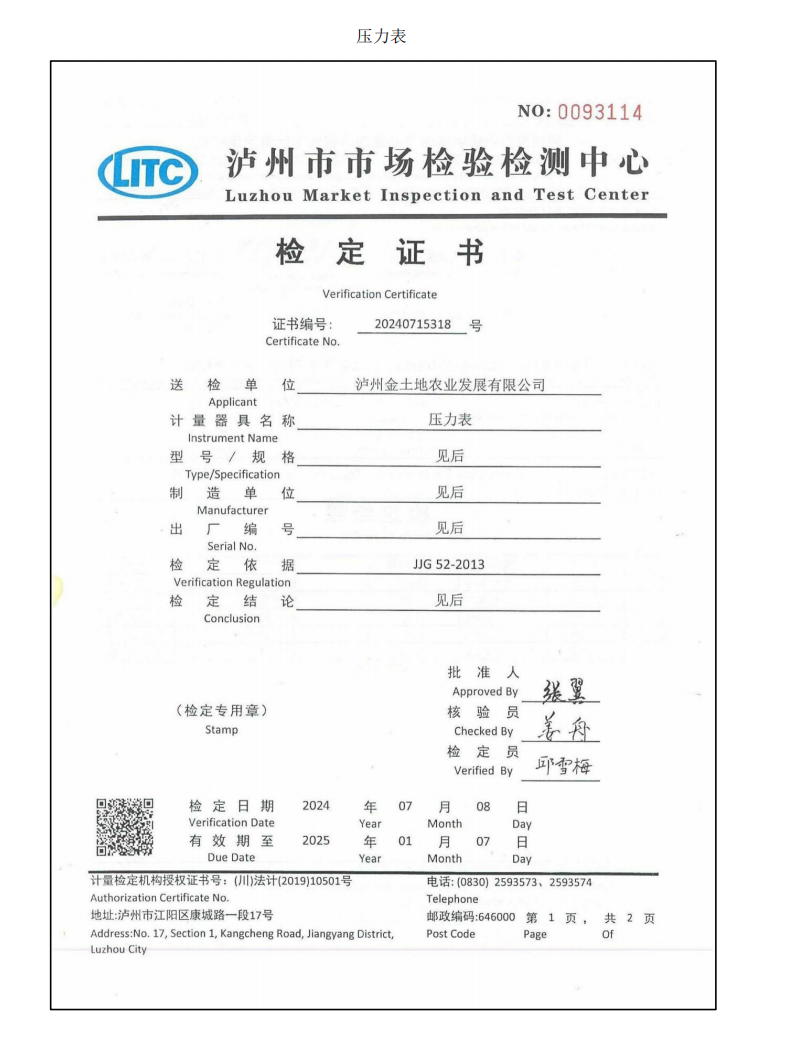 压力表
NO: 0093114
LITC
泸州市市场检验检测中心
Luzhou Market Inspection and Test Center
检定证书
Verification Certificate
证书编号: 20240715318 号
Certificate No.
送检单位 泸州金土地农业发展有限公司
Applicant
计量器具名称 压力表
Instrument Name
型号/规格 见后
Type/Specification
制造单位 见后
Manufacturer
出厂编号 见后
Serial No.
检定依据 JJG 52-2013
Verification Regulation
检定结论 见后
Conclusion
批准人
Approved By 张翼
(检定专用章) 核验员
Stamp Checked By 姜舟
检定员
Verified By 邱雪梅
检定日期 2024 年 07 月 08 日
Verification Date Year Month Day
有效期至 2025 年 01 月 07 日
Due Date Year Month Day
计量检定机构授权证书号: (川)法计(2019)10501号 电话: (0830) 2593573、2593574
Authorization Certificate No. Telephone
地址:泸州市江阳区康城路一段17号 邮政编码:646000 第 1 页, 共 2 页
Address:No. 17, Section 1, Kangcheng Road, Jiangyang District, Post Code Page Of
Luzhou City